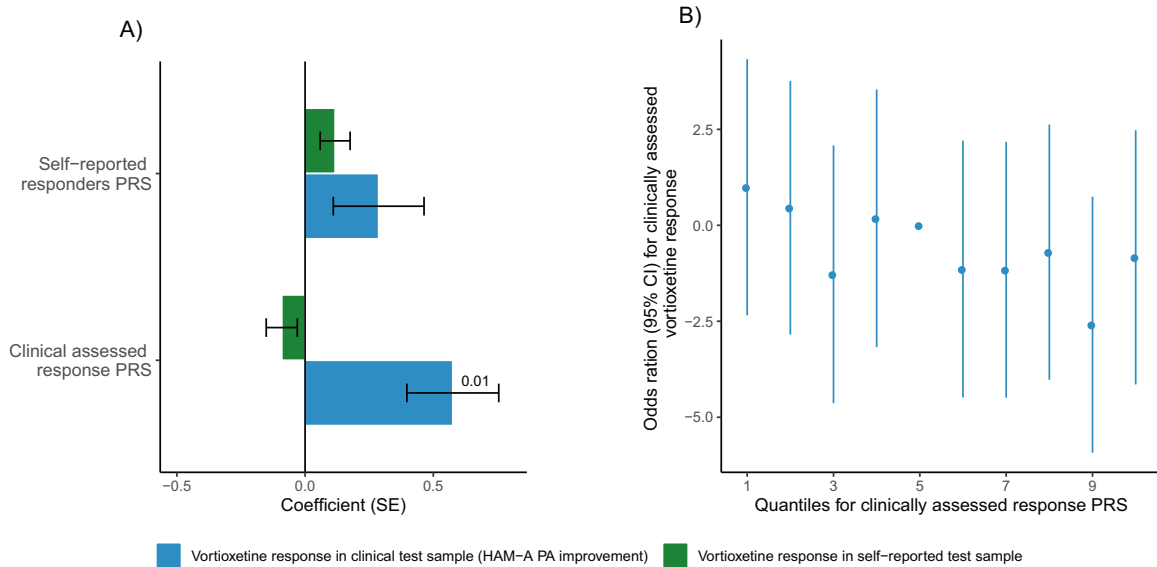 A)
Self-reported
responders PRS
Clinical assessed
response PRS
0.01
−0.5
0.0
0.5
Coefficient (SE)
B)
Odds ration (95% CI) for clinically assessed
vortioxetine response
2.5
0.0
−2.5
−5.0
1
3
5
7
9
Quantiles for clinically assessed response PRS
Vortioxetine response in clinical test sample (HAM-A PA improvement)
Vortioxetine response in self-reported test sample